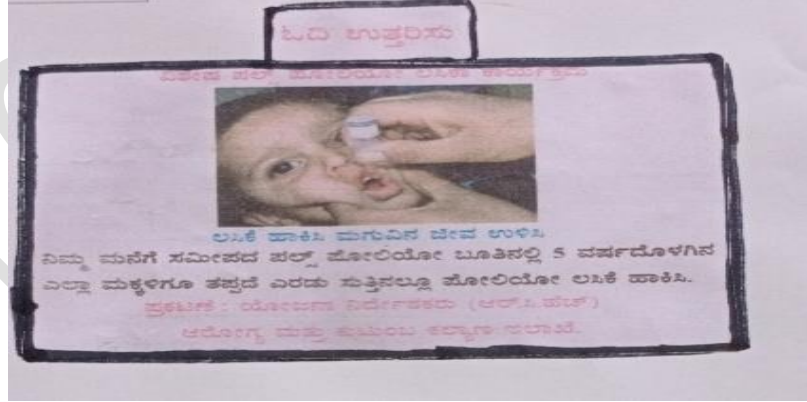 ಓದಿ ಉತ್ತರಿಸು
ವಿಶೇಷ ಪಲ್ಸ್ ಪೋಲಿಯೋ ಲಸಿಕಾ ಕಾರ್ಯಕ್ರಮ
ಲಸಿಕೆ ಹಾಕಿಸಿ ಮಗುವಿನ ಜೀವ ಉಳಿಸಿ
ನಿಮ್ಮ ಮನೆಗೆ ಸಮೀಪದ ಪಲ್ಸ್ ಪೋಲಿಯೋ ಬೂತಿನಲ್ಲಿ 5 ವರ್ಷದೊಳಗಿನ
ಎಲ್ಲಾ ಮಕ್ಕಳಿಗೂ ತಪ್ಪದೆ ಎರಡು ಸುತ್ತಿನಲ್ಲೂ ಪೋಲಿಯೋ ಲಸಿಕೆ ಹಾಕಿಸಿ.
ಪ್ರಕಟಣೆ : ಯೋಜನಾ ನಿರ್ದೇಶಕರು (ಆರ್.ಸಿ.ಹೆಚ್)
ಆರೋಗ್ಯ ಮತ್ತು ಕುಟುಂಬ ಕಲ್ಯಾಣ ಇಲಾಖೆ.